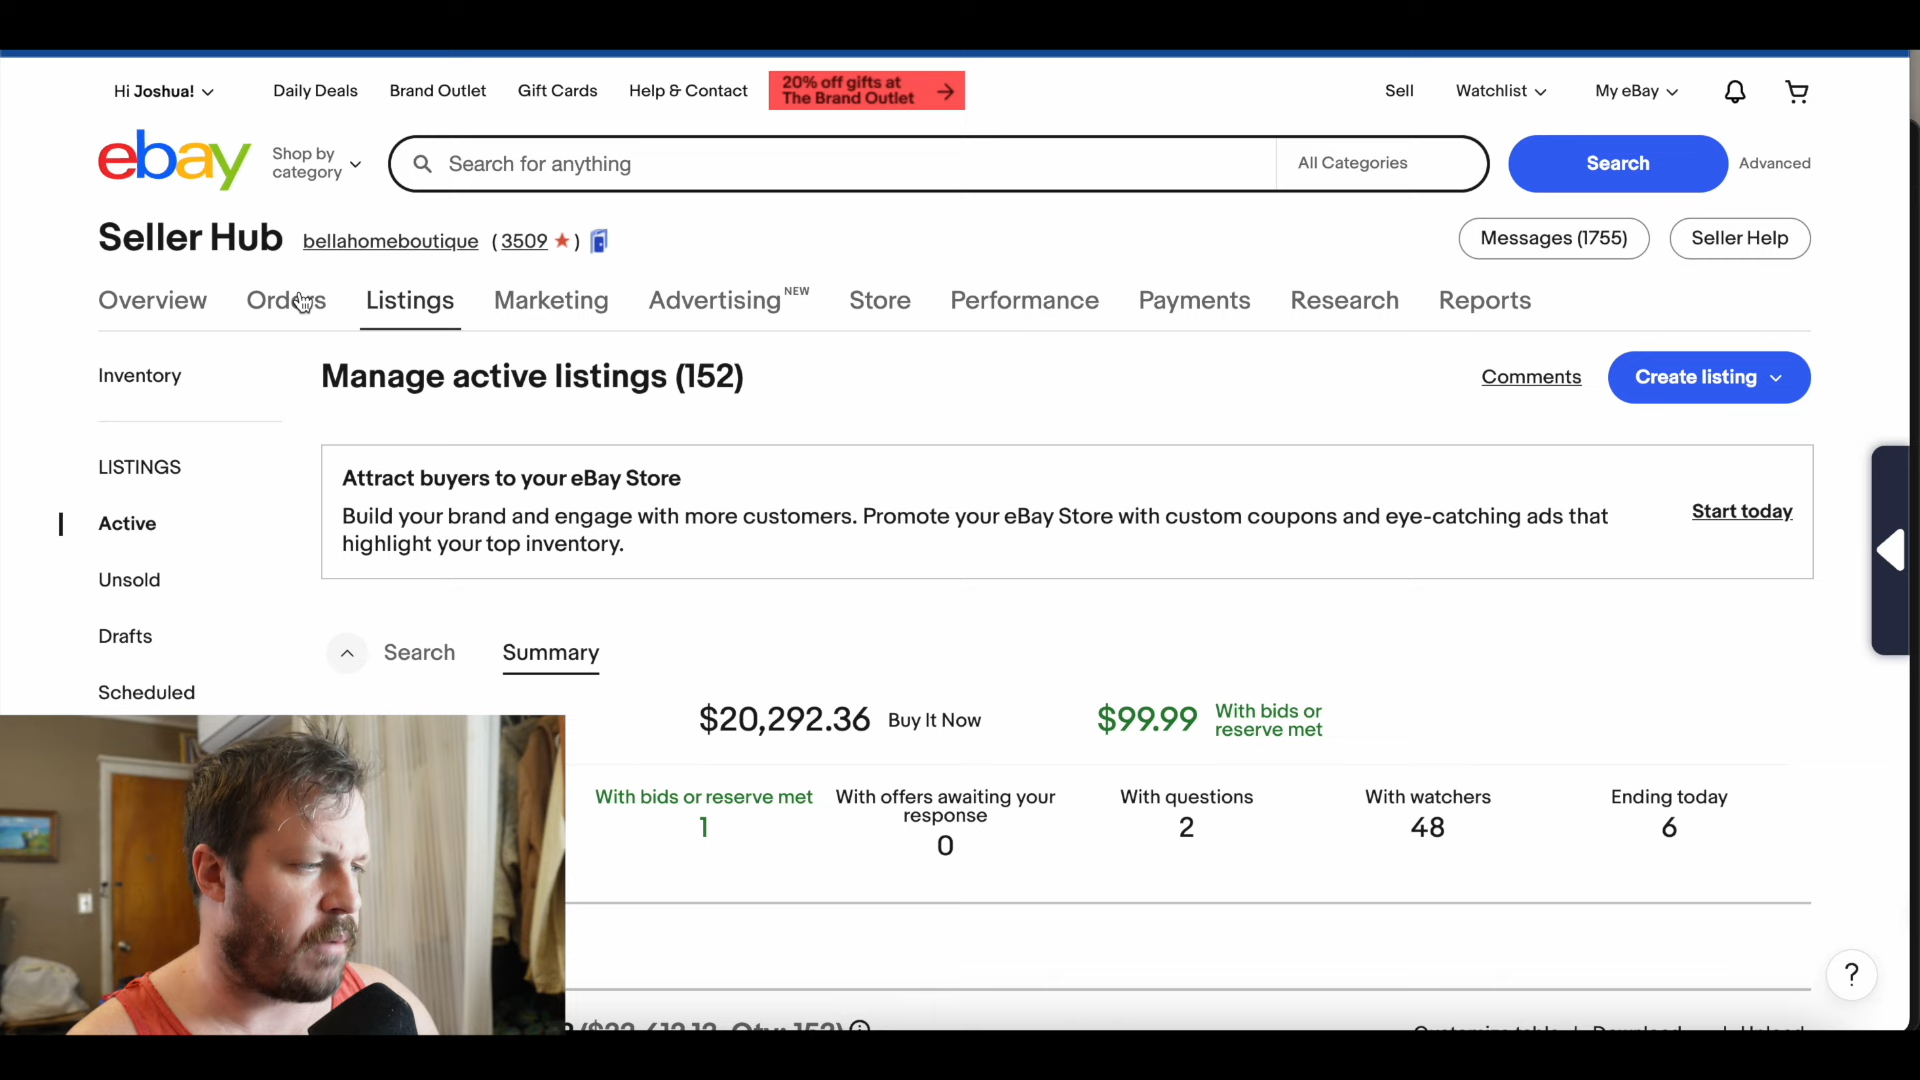 Hi Joshua! Daily Deals Brand Outlet Gift Cards Help & Contact
20% off gifts at
The Brand Outlet
Sell Watchlist My eBay
ebay
Shop by
category
Search for anything All Categories Search Advanced
Seller Hub bellahomeboutique (3509 ★) Messages (1755) Seller Help
Overview Orders Listings Marketing Advertising NEW Store Performance Payments Research Reports
Inventory
Manage active listings (152) Comments Create listing
LISTINGS
Active
Unsold
Drafts
Scheduled
Attract buyers to your eBay Store
Build your brand and engage with more customers. Promote your eBay Store with custom coupons and eye-catching ads that
highlight your top inventory.
Start today
Search Summary
$20,292.36 Buy It Now $99.99 With bids or
reserve met
With bids or reserve met
1
With offers awaiting your
response
0
With questions
2
With watchers
48
Ending today
6
?